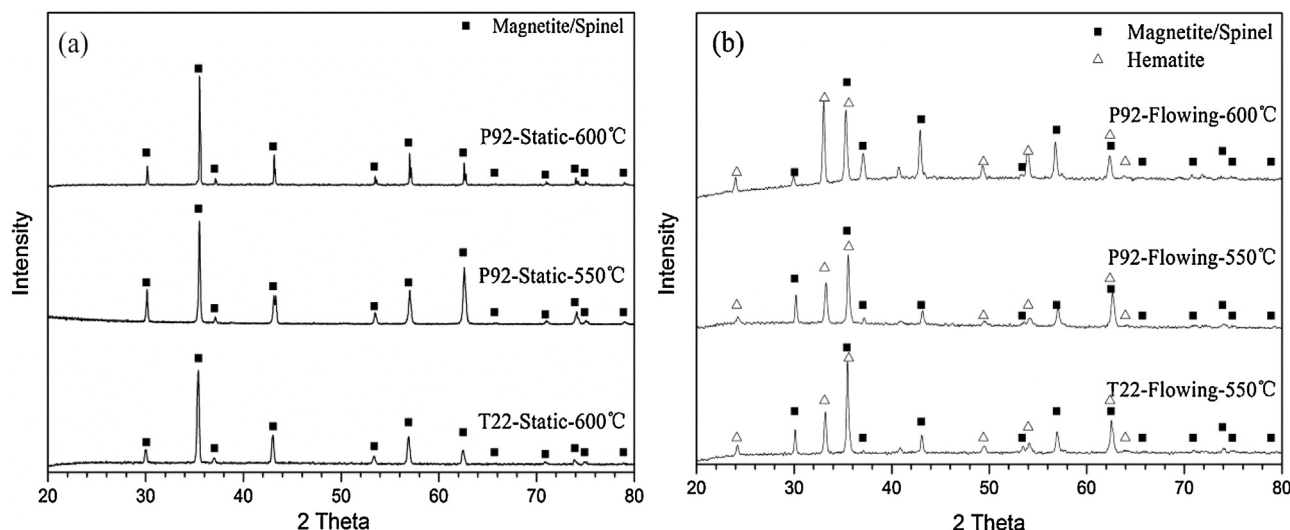 (a)
■ Magnetite/Spinel
P92-Static-600℃
P92-Static-550℃
T22-Static-600℃
Intensity
20 30 40 50 60 70 80
2 Theta
(b)
■ Magnetite/Spinel
△ Hematite
P92-Flowing-600℃
P92-Flowing-550℃
T22-Flowing-550℃
Intensity
20 30 40 50 60 70 80
2 Theta